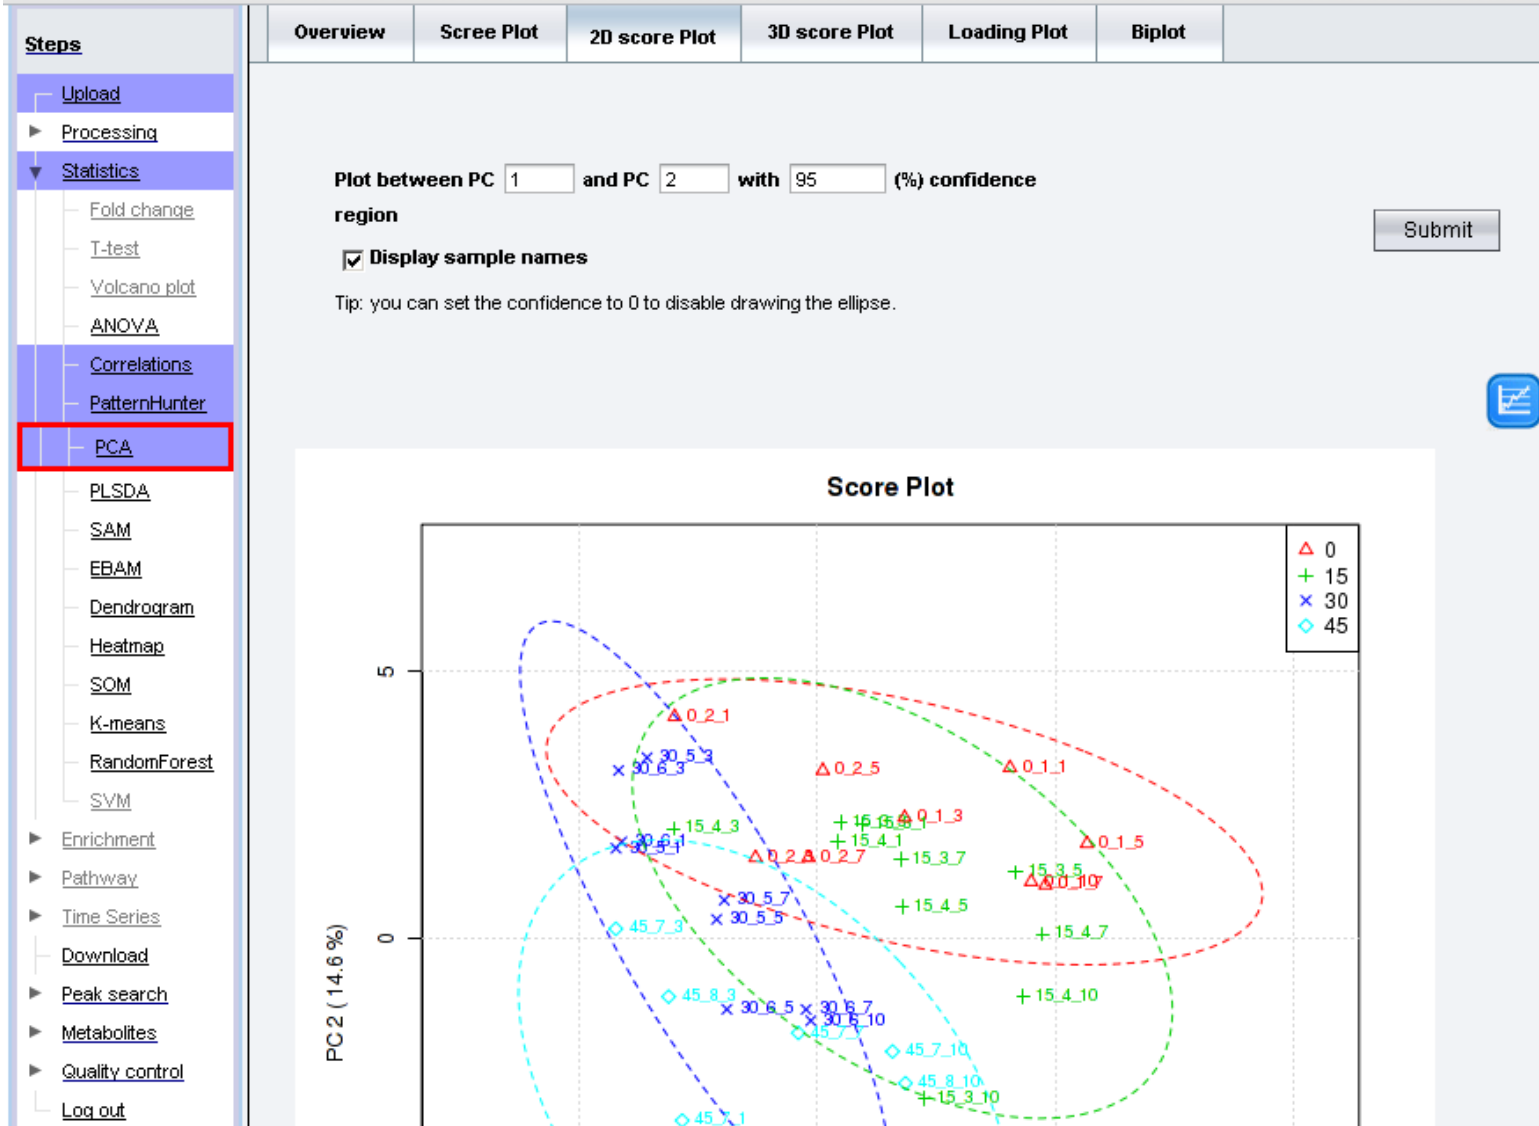 Steps
Upload
Processing
Statistics
Fold change
T-test
Volcano plot
ANOVA
Correlations
PatternHunter
PCA
PLSDA
SAM
EBAM
Dendrogram
Heatmap
SOM
K-means
RandomForest
SVM
Enrichment
Pathway
Time Series
Download
Peak search
Metabolites
Quality control
Log out
Overview
Scree Plot
2D score Plot
3D score Plot
Loading Plot
Biplot
Plot between PC 1 and PC 2 with 95 (%) confidence
region
Display sample names
Submit
Tip: you can set the confidence to 0 to disable drawing the ellipse.
Score Plot
0
15
30
45
5
0
PC 2 ( 14.6 %)
0_2_1
30_5_3
30_6_3
0_2_5
0_1_1
0_1_3
15_4_3
15_4_1
30_6_1
30_5_1
0_1_5
0_2_7
15_3_7
15_3_5
30_5_7
15_4_5
30_5_5
45_7_3
15_4_7
45_8_3
15_4_10
30_6_5
30_6_7
30_6_10
45_7_10
45_8_10
15_3_10
45_7_1